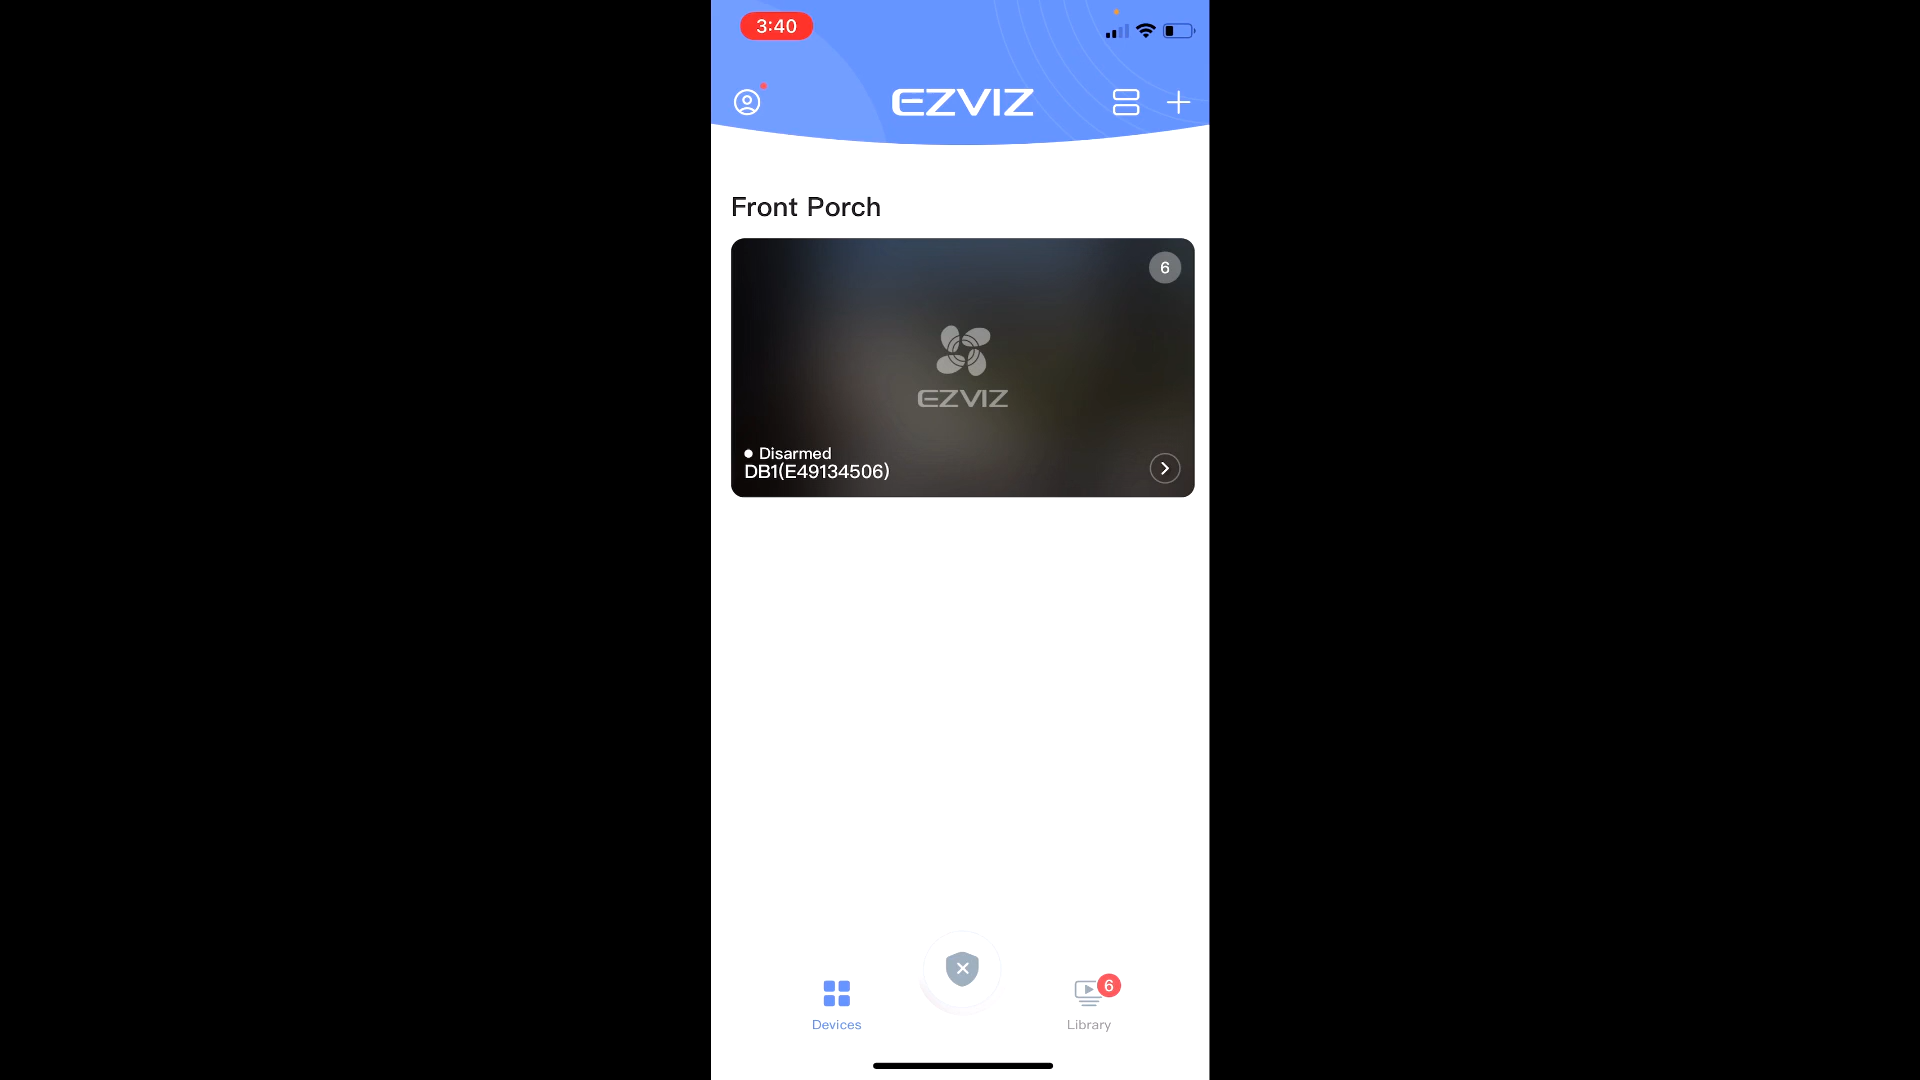 3:40
EZVIZ
Front Porch
6
EZVIZ
Disarmed
DB1(E49134506)
6
Devices
Library